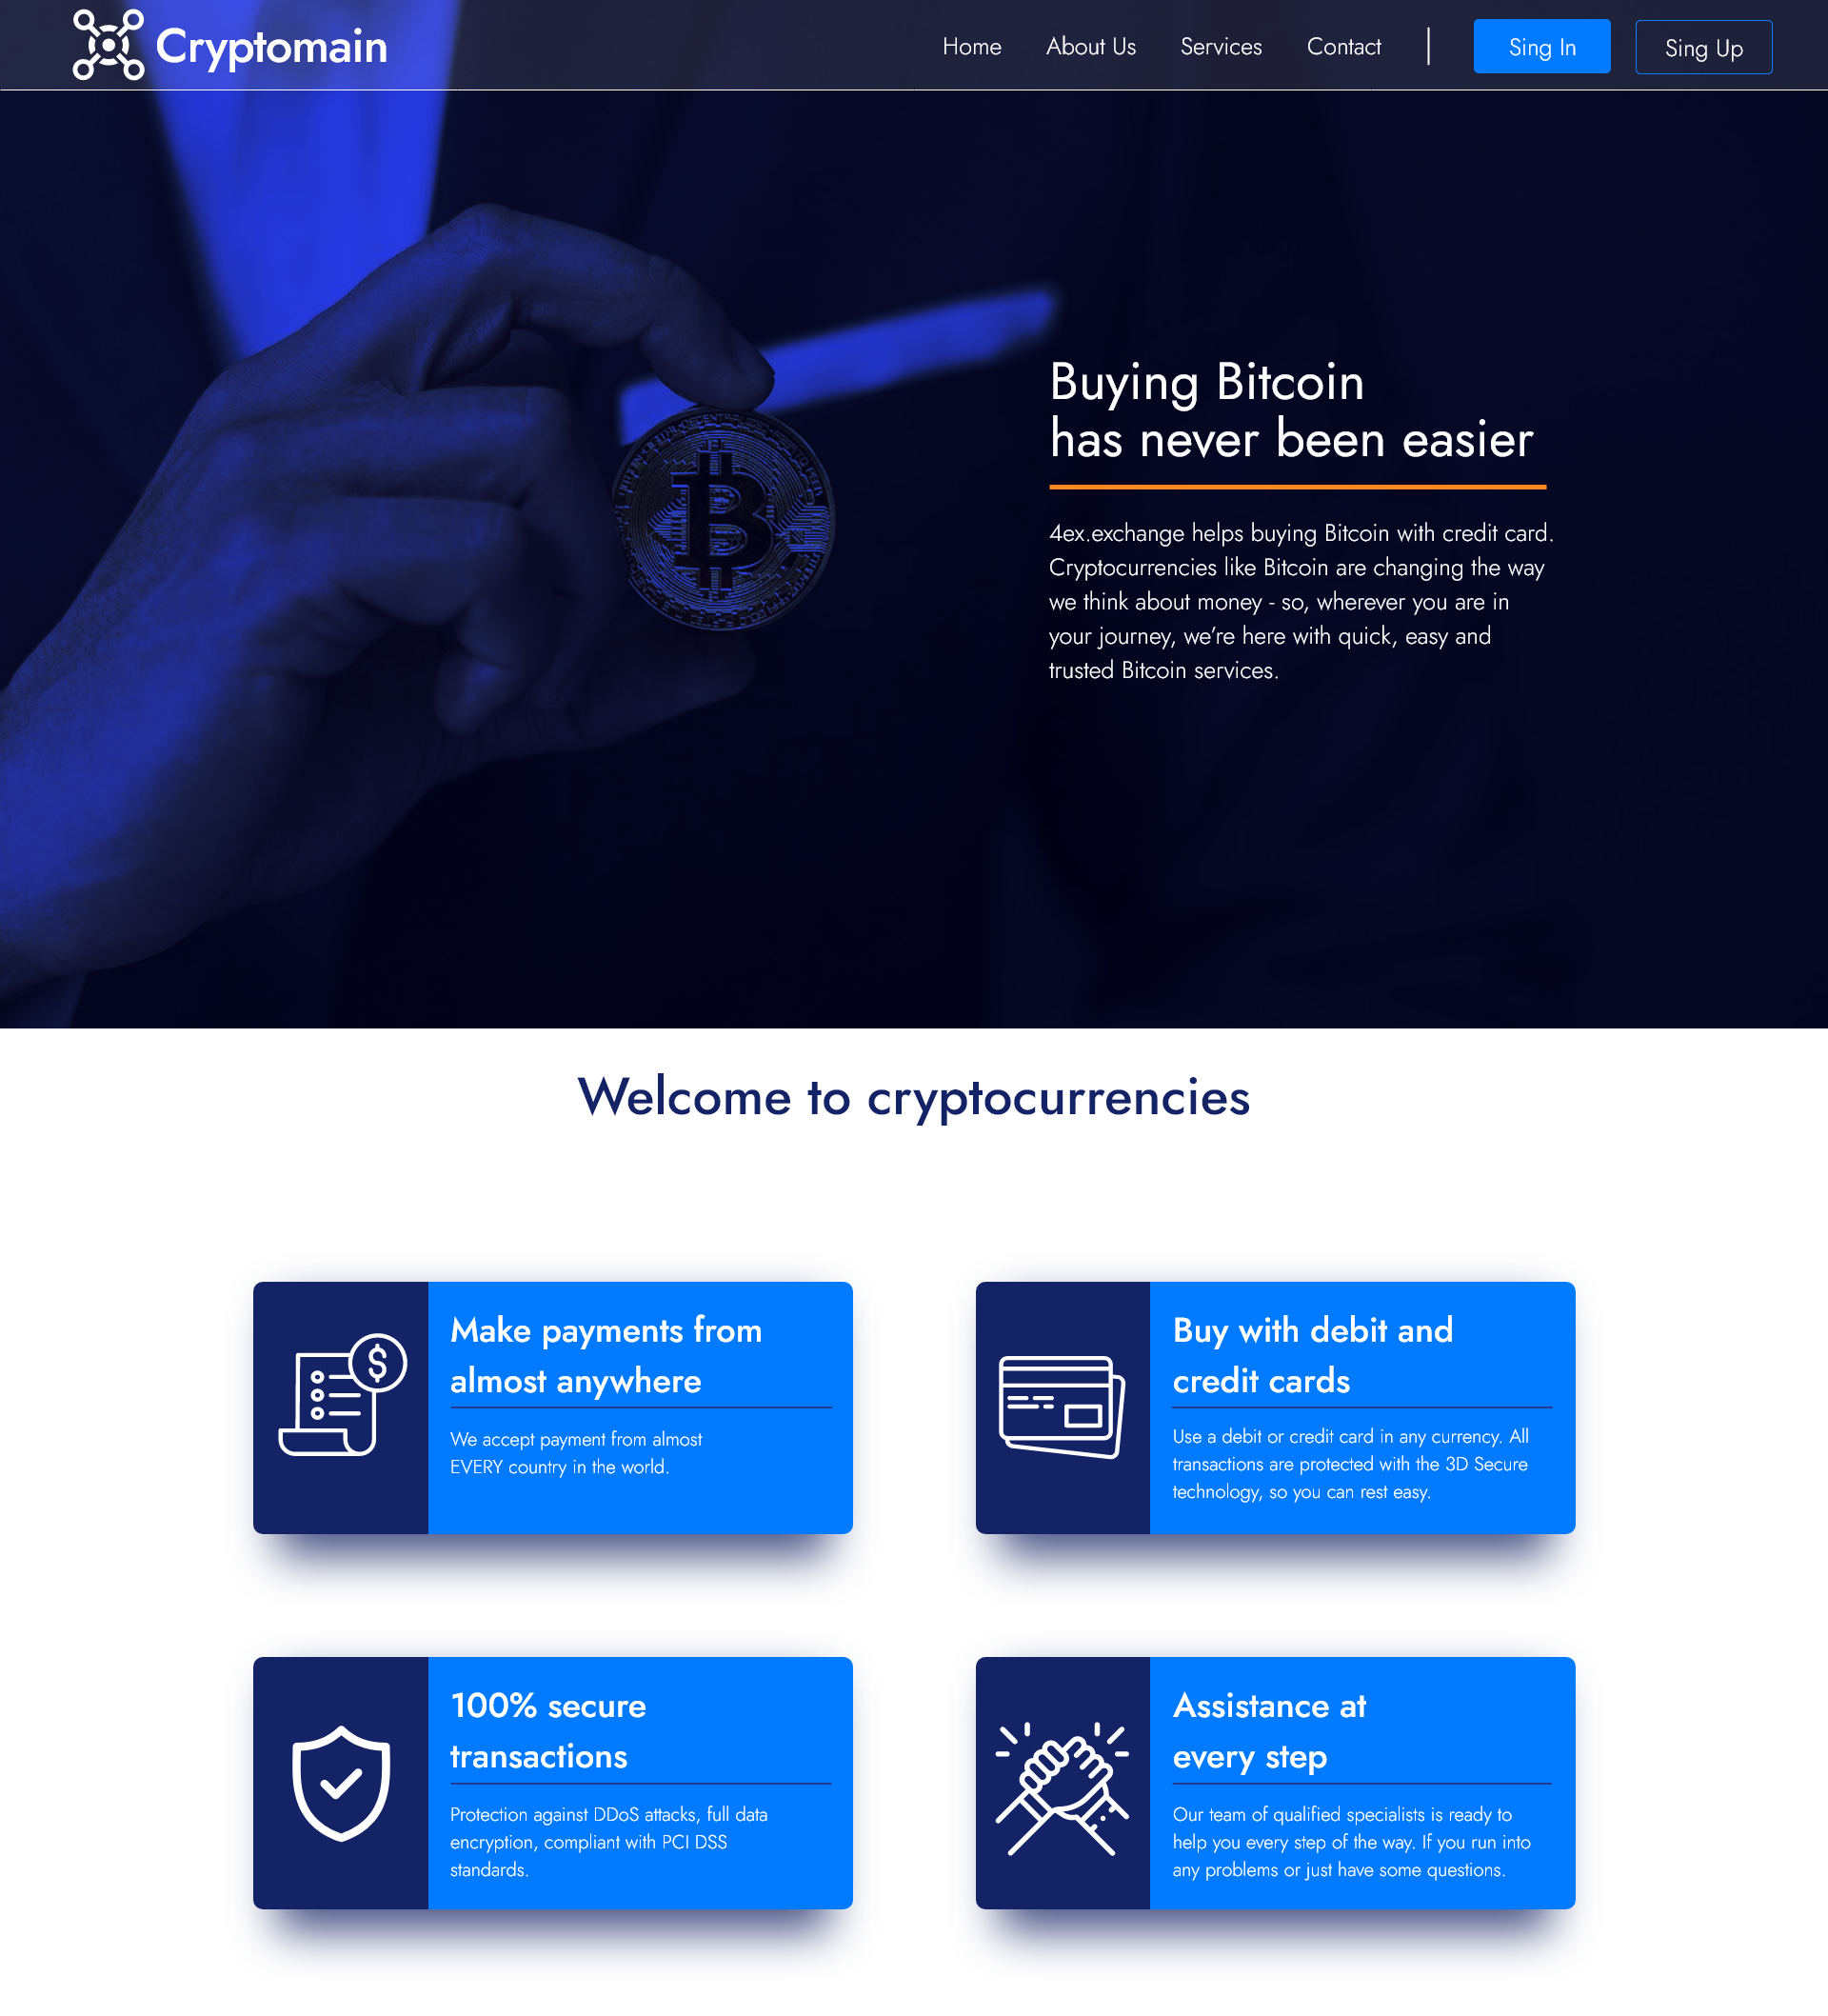 Cryptomain
Home
About Us
Services
Contact
Sing In
Sing Up
Buying Bitcoin
has never been easier
4ex.exchange helps buying Bitcoin with credit card.
Cryptocurrencies like Bitcoin are changing the way
we think about money - so, wherever you are in
your journey, we’re here with quick, easy and
trusted Bitcoin services.
Welcome to cryptocurrencies
$
Make payments from
almost anywhere
We accept payment from almost
EVERY country in the world.
Buy with debit and
credit cards
Use a debit or credit card in any currency. All
transactions are protected with the 3D Secure
technology, so you can rest easy.
100% secure
transactions
Protection against DDoS attacks, full data
encryption, compliant with PCI DSS
standards.
Assistance at
every step
Our team of qualified specialists is ready to
help you every step of the way. If you run into
any problems or just have some questions.